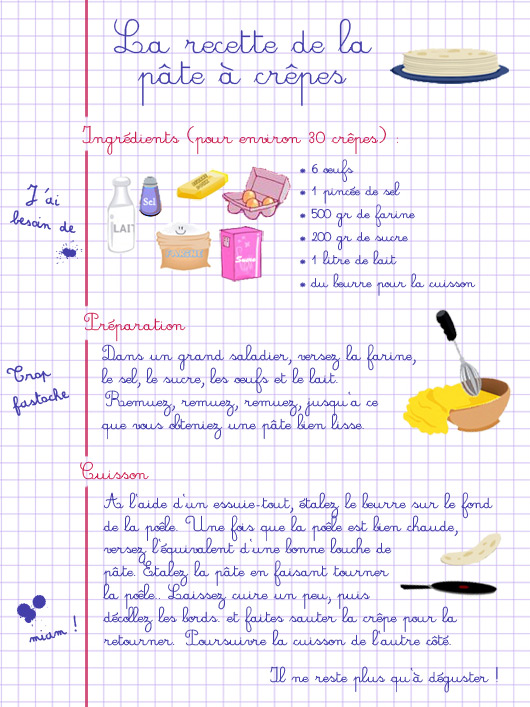 La recette de la
pâte à crêpes
Ingrédients (pour environ 30 crêpes) :
J'ai
besoin de
LAIT
Sel
Sucre
* 6 oeufs
* 1 pincée de sel
* 500 gr de farine
* 200 gr de sucre
* 1 litre de lait
* du beurre pour la cuisson
Préparation
Trop
fastoche
Dans un grand saladier, versez la farine,
le sel, le sucre, les oeufs et le lait.
Remuez, remuez, remuez, jusqu'a ce
que vous obteniez une pâte bien lisse.
Cuisson
A l'aide d'un essuie-tout, étalez le beurre sur le fond
de la poêle. Une fois que la poêle est bien chaude,
versez l'équivalent d'une bonne louche de
pâte. Etalez la pâte en faisant tourner
la poêle.. Laissez cuire un peu, puis
décollez les bords. et faites sauter la crêpe pour la
retourner. Poursuivre la cuisson de l'autre côté.
miam !
Il ne reste plus qu'à déguster !